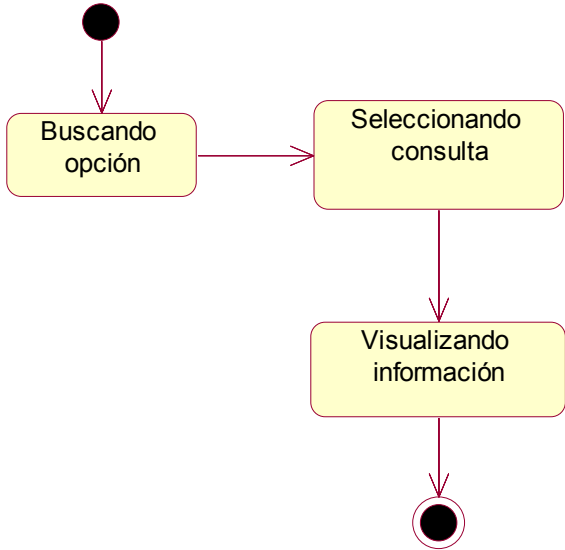 Buscando
opción
Seleccionando
consulta
Visualizando
información